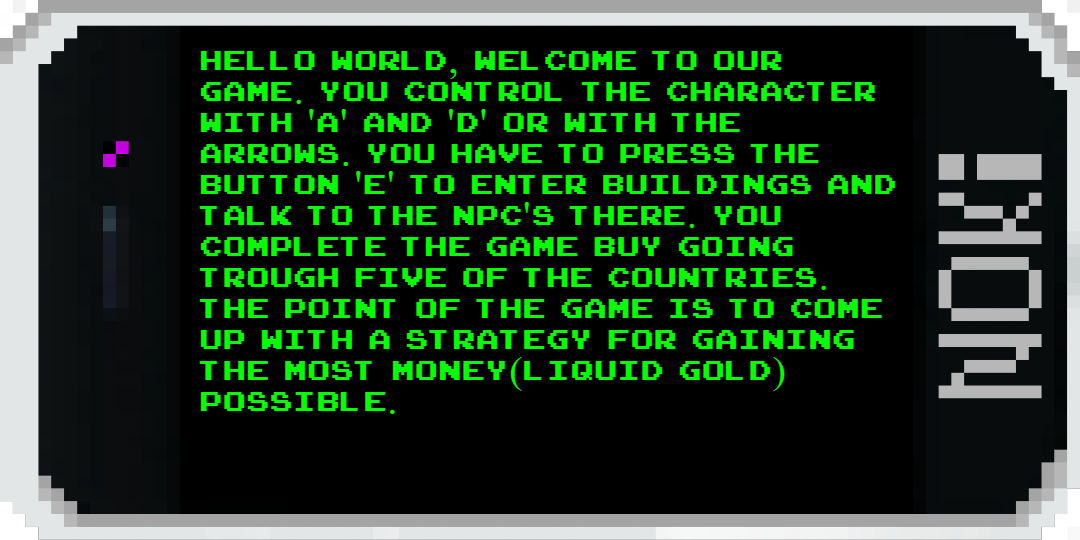 HELLO WORLD, WELCOME TO OUR
GAME. YOU CONTROL THE CHARACTER
WITH 'A' AND 'D' OR WITH THE
ARROWS. YOU HAVE TO PRESS THE
BUTTON 'E' TO ENTER BUILDINGS AND
TALK TO THE NPC'S THERE. YOU
COMPLETE THE GAME BUY GOING
TROUGH FIVE OF THE COUNTRIES.
THE POINT OF THE GAME IS TO COME
UP WITH A STRATEGY FOR GAINING
THE MOST MONEY(LIQUID GOLD)
POSSIBLE.
NOKi